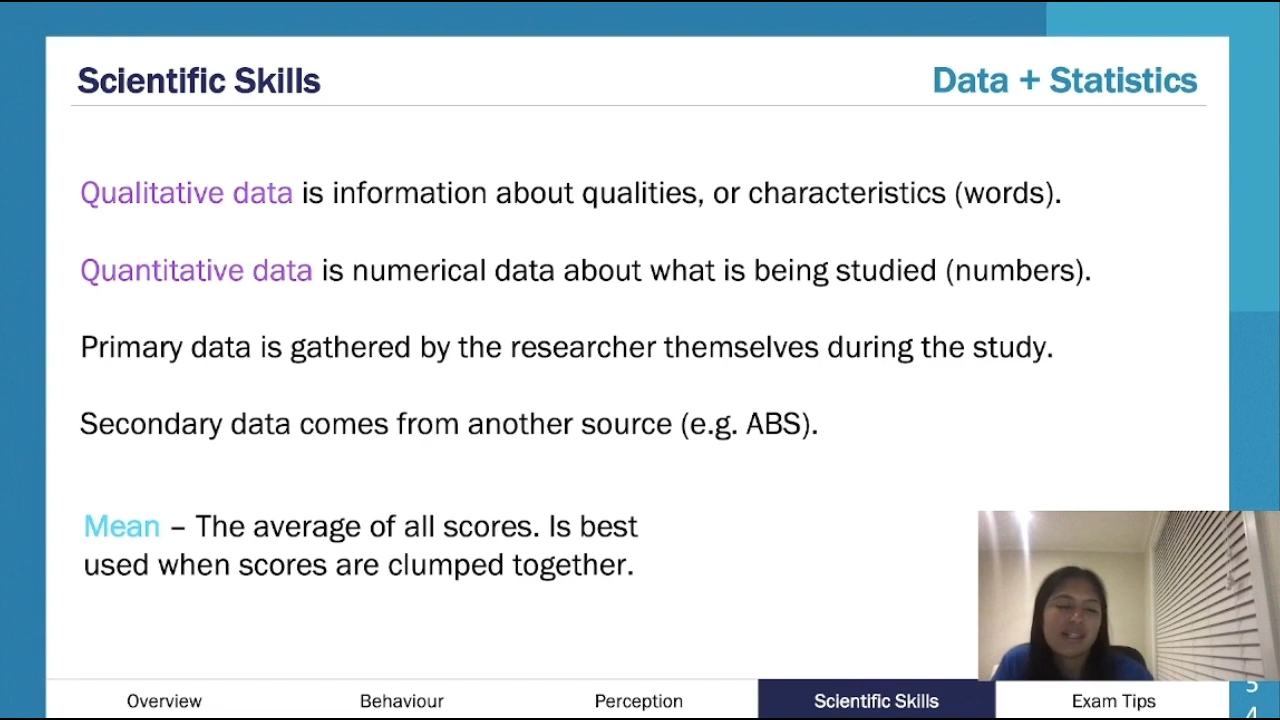 Scientific Skills
Data + Statistics
Qualitative data is information about qualities, or characteristics (words).
Quantitative data is numerical data about what is being studied (numbers).
Primary data is gathered by the researcher themselves during the study.
Secondary data comes from another source (e.g. ABS).
Mean – The average of all scores. Is best
used when scores are clumped together.
Overview
Behaviour
Perception
Scientific Skills
Exam Tips
5
4